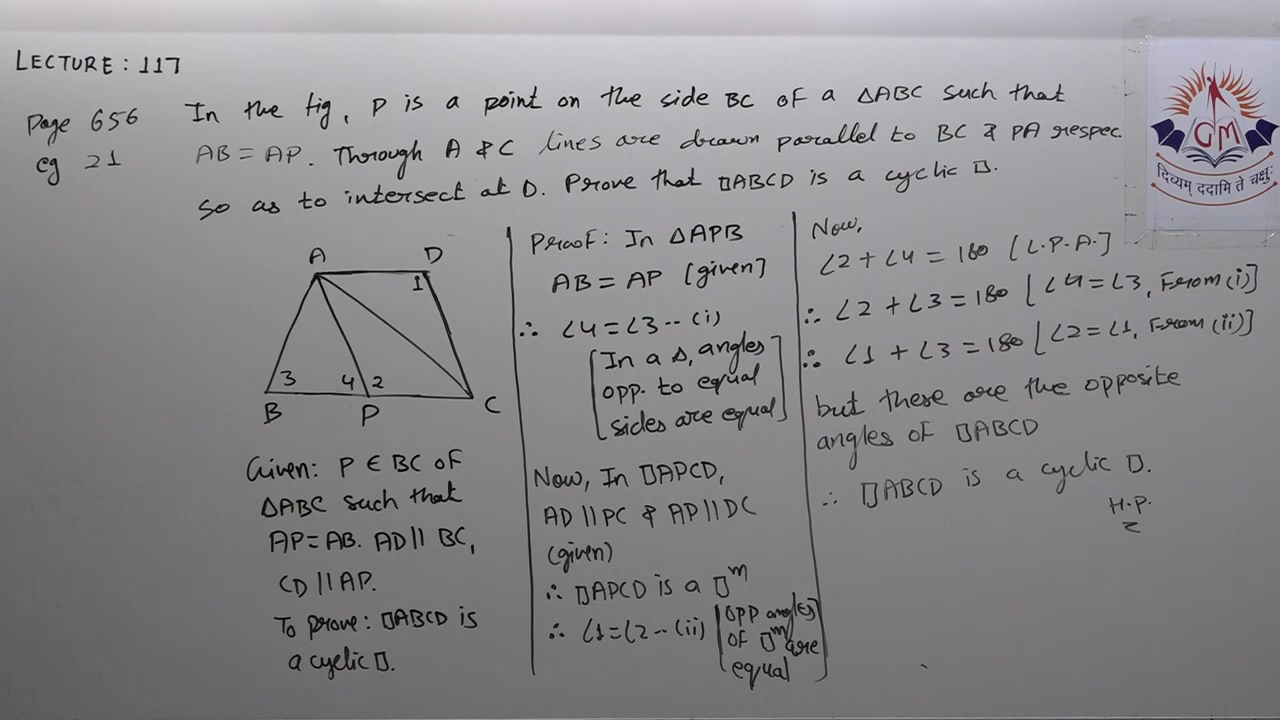 LECTURE: 117
Page 656
eg 21
In the fig, P is a point on the side BC of a ΔABC such that
AB = AP. Through A & C lines are drawn parallel to BC & PA respec
so as to intersect at D. Prove that □ABCD is a cyclic □.
GM
दिव्यम् ददामि ते चक्षुः
A D
1
3 4 2
B P C
Given: P ∈ BC of
ΔABC such that
AP = AB. AD || BC,
CD || AP.
To prove: □ABCD is
a cyclic □.
Proof: In ΔAPB
AB = AP [given]
∴ ∠4 = ∠3 -- (i)
[In a Δ, angles
opp. to equal
sides are equal]
Now, In □APCD,
AD || PC & AP || DC
(given)
∴ □APCD is a □m
∴ ∠1 = ∠2 -- (ii) [opp angles
of □m are
equal]
Now,
∠2 + ∠4 = 180 [L.P.A.]
∴ ∠2 + ∠3 = 180 [∠4 = ∠3, From (i)]
∴ ∠1 + ∠3 = 180 [∠2 = ∠1, From (ii)]
but these are the opposite
angles of □ABCD
∴ □ABCD is a cyclic □.
H.P.